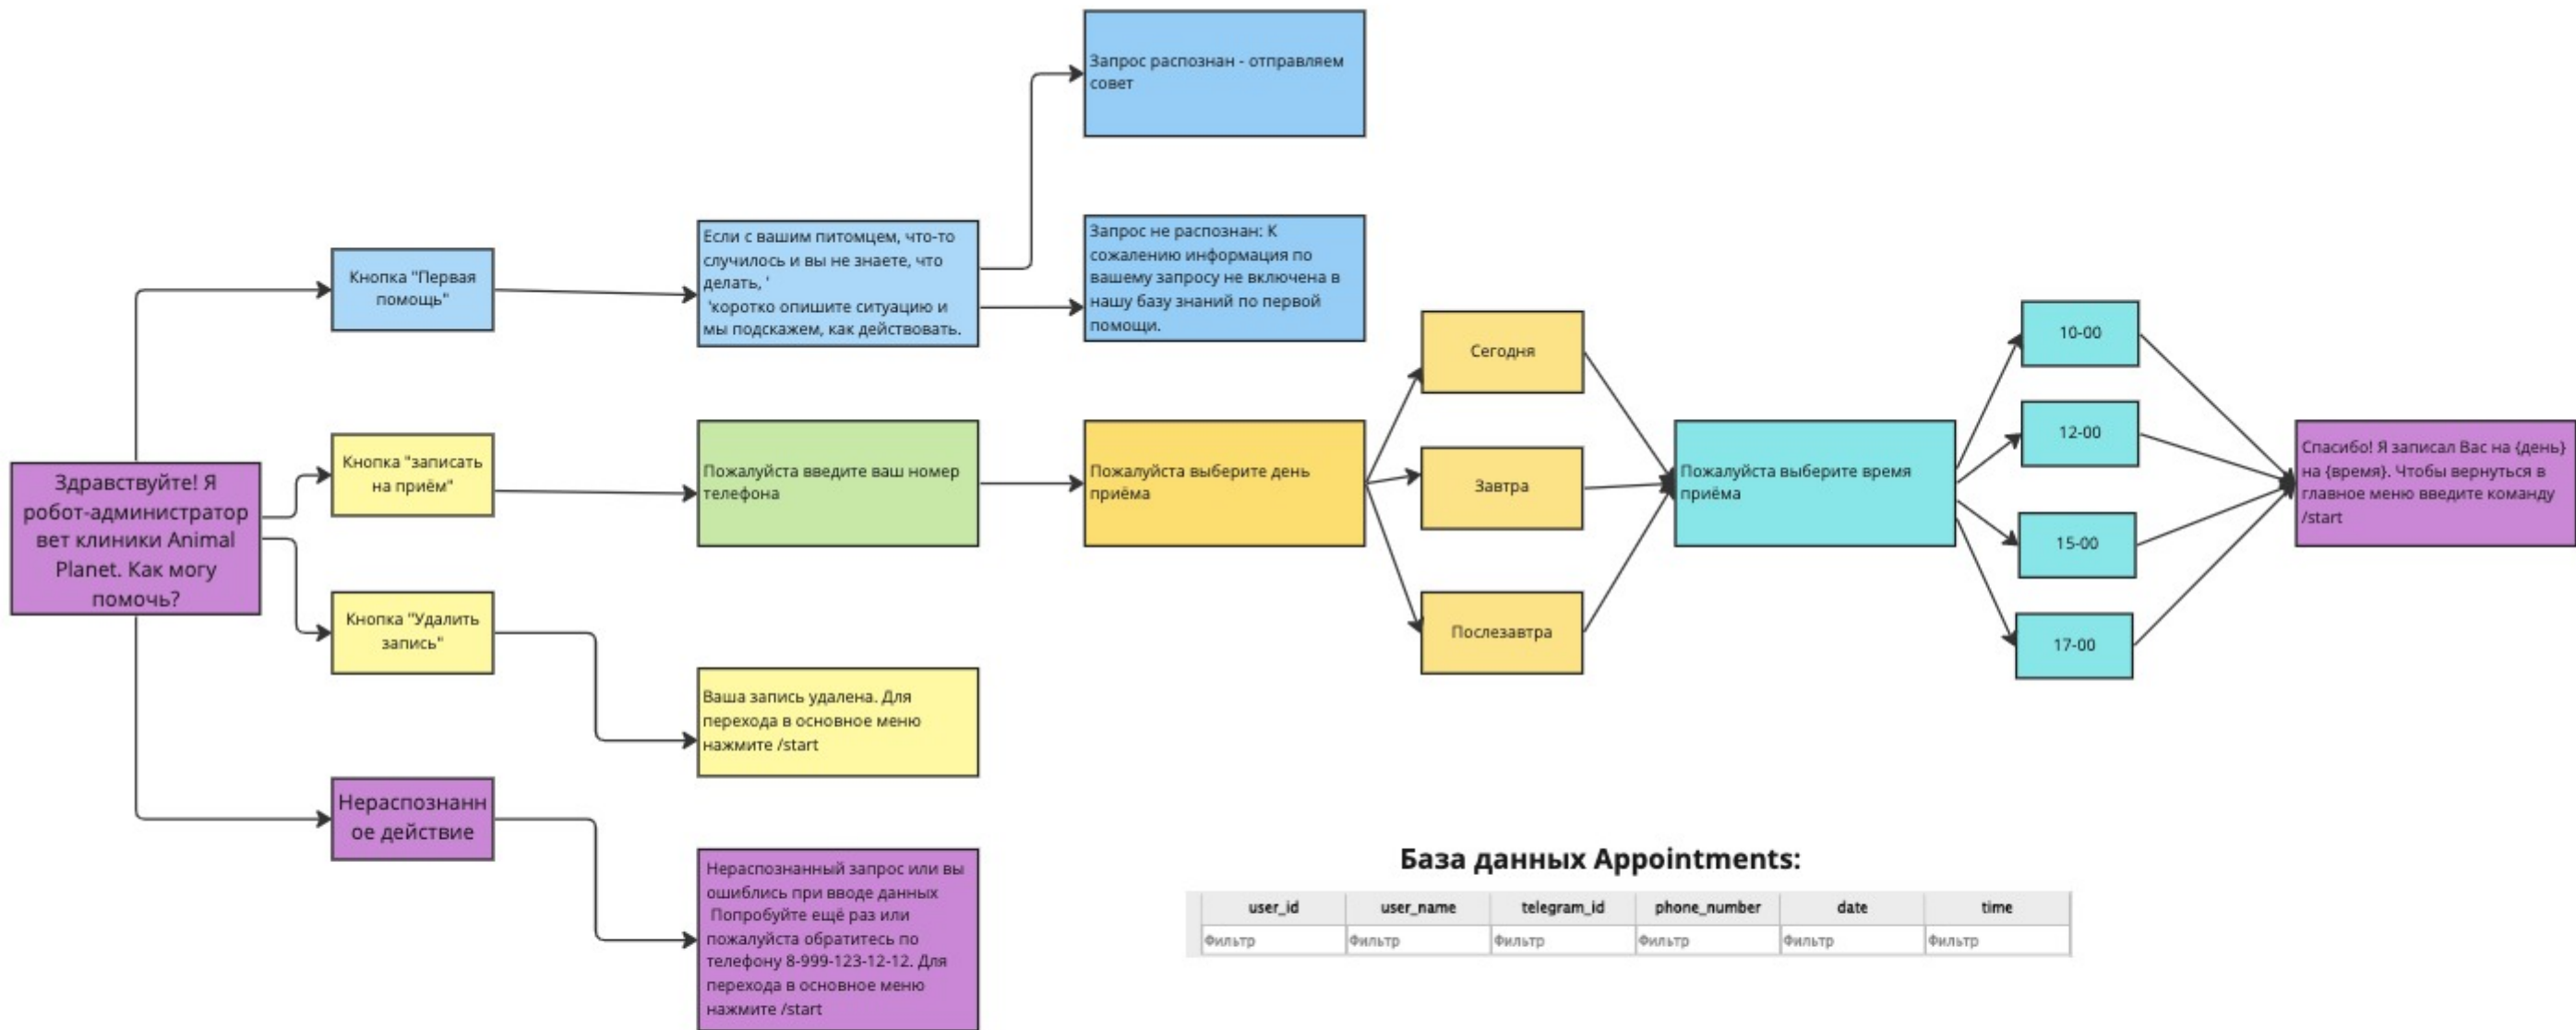 Запрос распознан - отправляем
совет
Если с вашим питомцем, что-то
случилось и вы не знаете, что
делать, '
'коротко опишите ситуацию и
мы подскажем, как действовать.
Запрос не распознан: К
сожалению информация по
вашему запросу не включена в
нашу базу знаний по первой
помощи.
Кнопка "Первая
помощь"
Здравствуйте! Я
робот-администратор
вет клиники Animal
Planet. Как могу
помочь?
Кнопка "записать
на приём"
Пожалуйста введите ваш номер
телефона
Пожалуйста выберите день
приёма
Сегодня
Завтра
Послезавтра
Пожалуйста выберите время
приёма
10-00
12-00
15-00
17-00
Спасибо! Я записал Вас на {день}
на {время}. Чтобы вернуться в
главное меню введите команду
/start
Кнопка "Удалить
запись"
Ваша запись удалена. Для
перехода в основное меню
нажмите /start
Нераспознанн
ое действие
Нераспознанный запрос или вы
ошиблись при вводе данных
Попробуйте ещё раз или
пожалуйста обратитесь по
телефону 8-999-123-12-12. Для
перехода в основное меню
нажмите /start
База данных Appointments:
user_id user_name telegram_id phone_number date time
Фильтр Фильтр Фильтр Фильтр Фильтр Фильтр